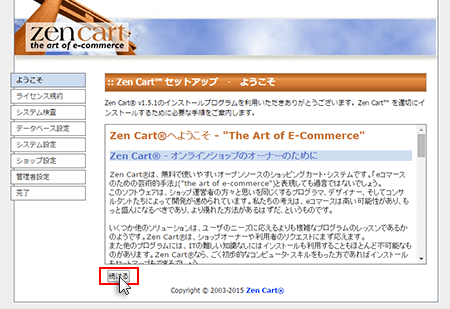 zen cart
the art of e-commerce
ようこそ
ライセンス規約
システム検査
データベース設定
システム設定
ショップ設定
管理者設定
完了
:: Zen Cart™ セットアップ - ようこそ
Zen Cart® v1.5.1のインストールプログラムを利用いただきありがとうございます。Zen Cart™ を適切に
インストールするために必要な手順をご案内します。
Zen Cart®へようこそ - "The Art of E-Commerce"
Zen Cart® - オンラインショップのオーナーのために
Zen Cart®は、無料で使いやすいオープンソースのショッピングカート・システムです。「eコマース
のための芸術的手法」("the art of e-commerce")と表現しても過言ではないでしょう。
このソフトウェアは、ショップ運営者の方々と思いを同じくするプログラマ、デザイナー、そしてコンサ
ルタントたちによって開発が進められています。私たちの考えは、eコマースは高い可能性があり、も
っと盛んになるべきであり、より優れた方法があるはずだ、というものです。
いくつか他のソリューションは、ユーザのニーズに応えるよりも複雑なプログラムのレッスンであるか
のようです。Zen Cart®は、ショップオーナーや利用者のリクエストにまず応えます。
また他のプログラムには、ITの難しい知識なしにはインストールも利用することもほとんど不可能なも
のがあります。Zen Cart®なら、ごく初歩的なコンピュータ・スキルをもった方であればインストール
続ける
Copyright © 2003-2015 Zen Cart®